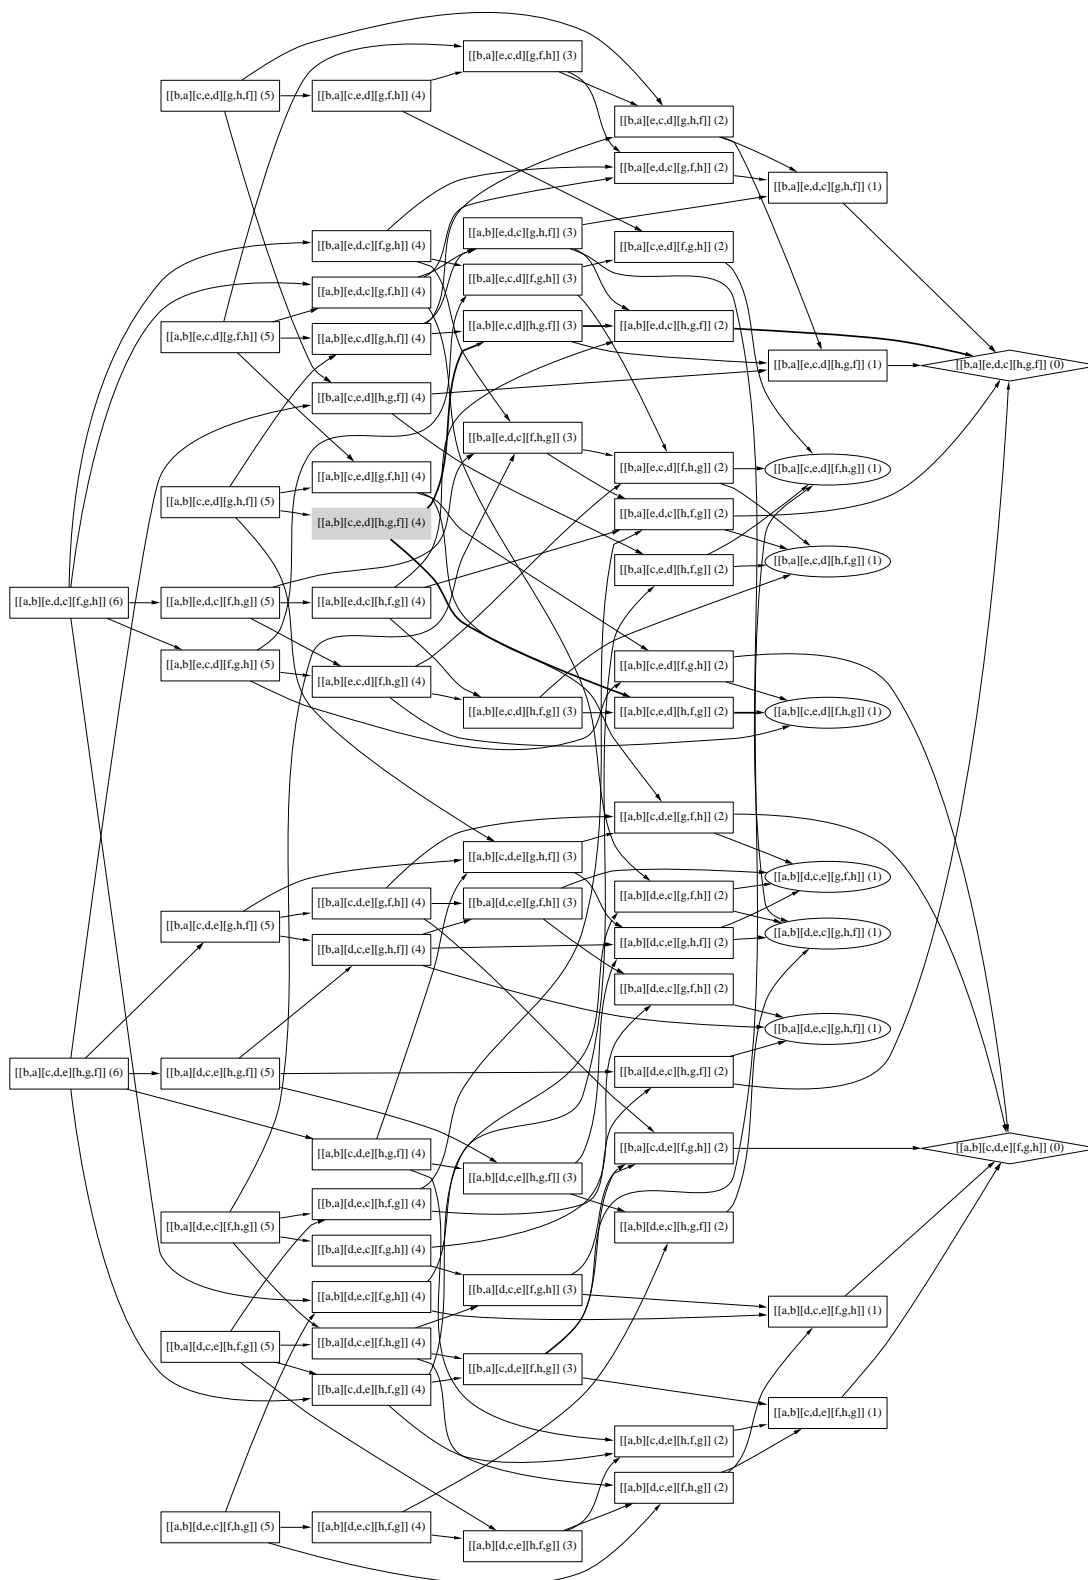 [[b,a][e,c,d][g,f,h]] (3)
[[b,a][c,e,d][g,h,f]] (5)
[[b,a][c,e,d][g,f,h]] (4)
[[b,a][e,c,d][g,h,f]] (2)
[[b,a][e,d,c][g,f,h]] (2)
[[b,a][e,d,c][g,h,f]] (1)
[[b,a][e,d,c][f,g,h]] (4)
[[a,b][e,d,c][g,h,f]] (3)
[[b,a][c,e,d][f,g,h]] (2)
[[b,a][e,c,d][f,g,h]] (3)
[[a,b][e,d,c][g,f,h]] (4)
[[a,b][e,c,d][g,f,h]] (5)
[[a,b][e,c,d][g,h,f]] (4)
[[a,b][e,c,d][h,g,f]] (3)
[[a,b][e,d,c][h,g,f]] (2)
[[b,a][e,c,d][h,g,f]] (1)
[[b,a][e,d,c][h,g,f]] (0)
[[b,a][c,e,d][h,g,f]] (4)
[[b,a][e,d,c][f,h,g]] (3)
[[a,b][c,e,d][g,f,h]] (4)
[[b,a][e,c,d][f,h,g]] (2)
[[b,a][c,e,d][f,h,g]] (1)
[[a,b][c,e,d][g,h,f]] (5)
[[a,b][c,e,d][h,g,f]] (4)
[[b,a][e,d,c][h,f,g]] (2)
[[b,a][c,e,d][h,f,g]] (2)
[[b,a][e,c,d][h,f,g]] (1)
[[a,b][e,d,c][f,g,h]] (6)
[[a,b][e,d,c][f,h,g]] (5)
[[a,b][e,d,c][h,f,g]] (4)
[[a,b][e,c,d][f,g,h]] (5)
[[a,b][e,c,d][f,h,g]] (4)
[[a,b][c,e,d][f,g,h]] (2)
[[a,b][e,c,d][h,f,g]] (3)
[[a,b][c,e,d][h,f,g]] (2)
[[a,b][c,e,d][f,h,g]] (1)
[[a,b][c,d,e][g,f,h]] (2)
[[a,b][c,d,e][g,h,f]] (3)
[[a,b][d,c,e][g,f,h]] (1)
[[b,a][c,d,e][g,f,h]] (4)
[[b,a][d,c,e][g,f,h]] (3)
[[a,b][d,e,c][g,f,h]] (2)
[[b,a][c,d,e][g,h,f]] (5)
[[b,a][d,c,e][g,h,f]] (4)
[[a,b][d,c,e][g,h,f]] (2)
[[a,b][d,e,c][g,h,f]] (1)
[[b,a][d,e,c][g,f,h]] (2)
[[b,a][d,e,c][g,h,f]] (1)
[[b,a][c,d,e][h,g,f]] (6)
[[b,a][d,c,e][h,g,f]] (5)
[[b,a][d,e,c][h,g,f]] (2)
[[a,b][c,d,e][h,g,f]] (4)
[[a,b][d,c,e][h,g,f]] (3)
[[b,a][c,d,e][f,g,h]] (2)
[[a,b][c,d,e][f,g,h]] (0)
[[b,a][d,e,c][h,f,g]] (4)
[[b,a][d,e,c][f,h,g]] (5)
[[a,b][d,e,c][h,g,f]] (2)
[[b,a][d,e,c][f,g,h]] (4)
[[a,b][d,e,c][f,g,h]] (4)
[[b,a][d,c,e][f,g,h]] (3)
[[a,b][d,c,e][f,g,h]] (1)
[[b,a][d,c,e][h,f,g]] (5)
[[b,a][d,c,e][f,h,g]] (4)
[[b,a][c,d,e][f,h,g]] (3)
[[b,a][c,d,e][h,f,g]] (4)
[[a,b][c,d,e][f,h,g]] (1)
[[a,b][c,d,e][h,f,g]] (2)
[[a,b][d,c,e][f,h,g]] (2)
[[a,b][d,e,c][f,h,g]] (5)
[[a,b][d,e,c][h,f,g]] (4)
[[a,b][d,c,e][h,f,g]] (3)